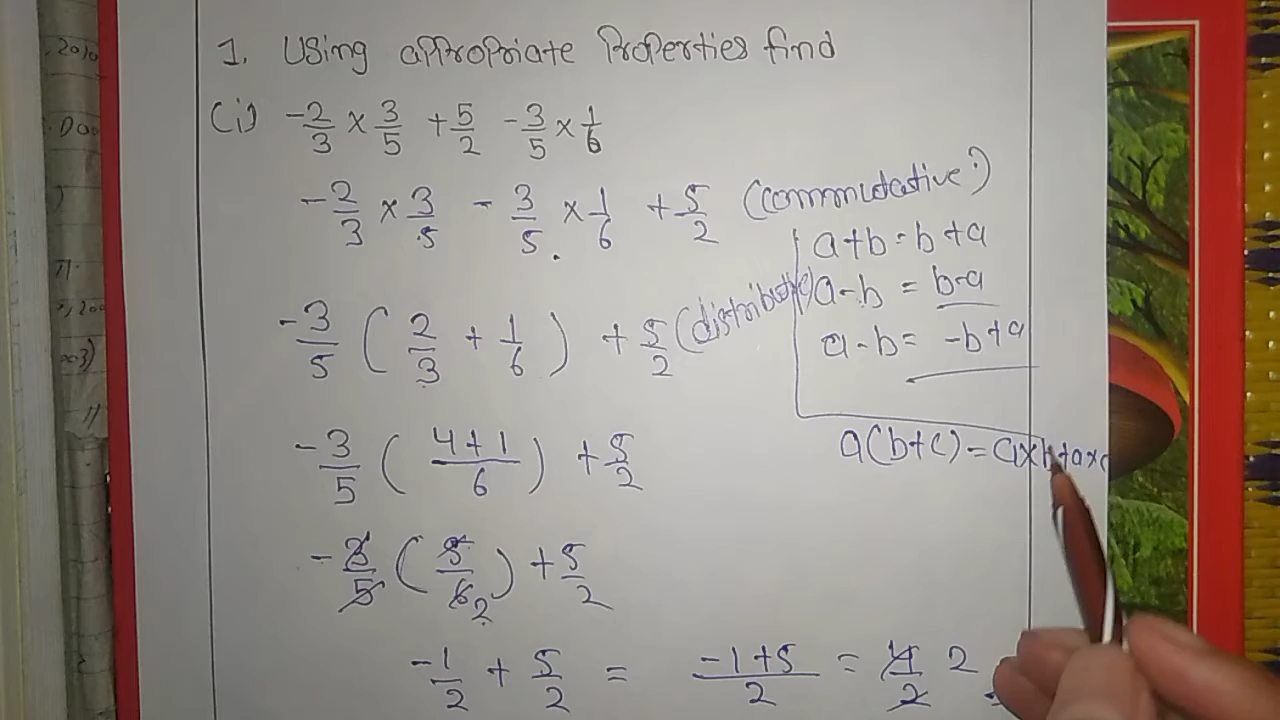 1. Using appropriate Properties find
(i) -2/3 × 3/5 + 5/2 - 3/5 × 1/6
-2/3 × 3/5 - 3/5 × 1/6 + 5/2 (commutative)
a+b = b+a
a-b = b-a
a-b = -b+a
-3/5 ( 2/3 + 1/6 ) + 5/2 (distributive)
a(b+c) = a×b+a×c
-3/5 ( 4+1/6 ) + 5/2
-3/5 ( 5/6 2 ) + 5/2
-1/2 + 5/2 = -1+5/2 = 4/2 2